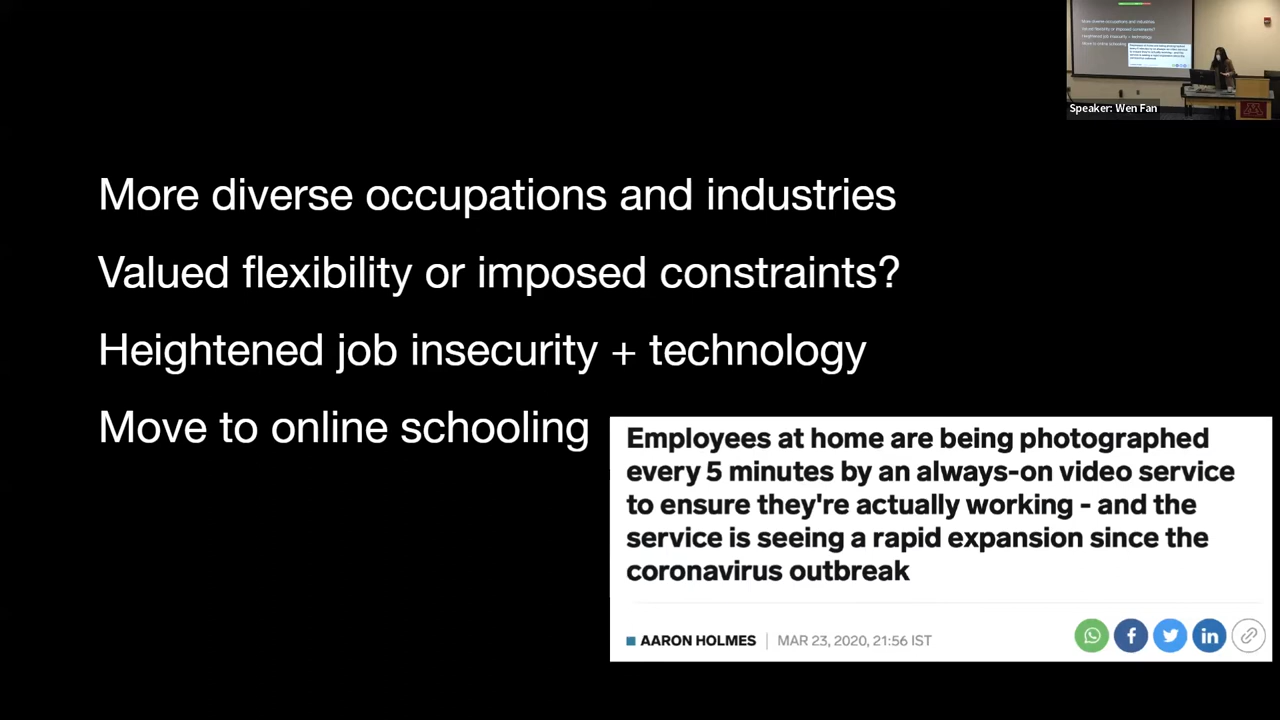 Speaker: Wen Fan
More diverse occupations and industries
Valued flexibility or imposed constraints?
Heightened job insecurity + technology
Move to online schooling
Employees at home are being photographed
every 5 minutes by an always-on video service
to ensure they're actually working - and the
service is seeing a rapid expansion since the
coronavirus outbreak
AARON HOLMES | MAR 23, 2020, 21:56 IST